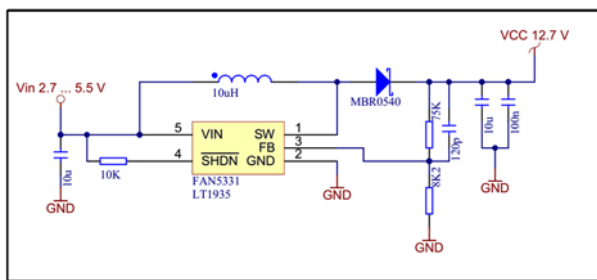 VCC 12.7 V
Vin 2.7 ... 5.5 V
10uH
MBR0540
5 VIN SW 1
FB 3
4 SHDN GND 2
10u
10K
FAN5331
LT1935
75K
120p
10u
100n
8K2
GND
GND
GND
GND